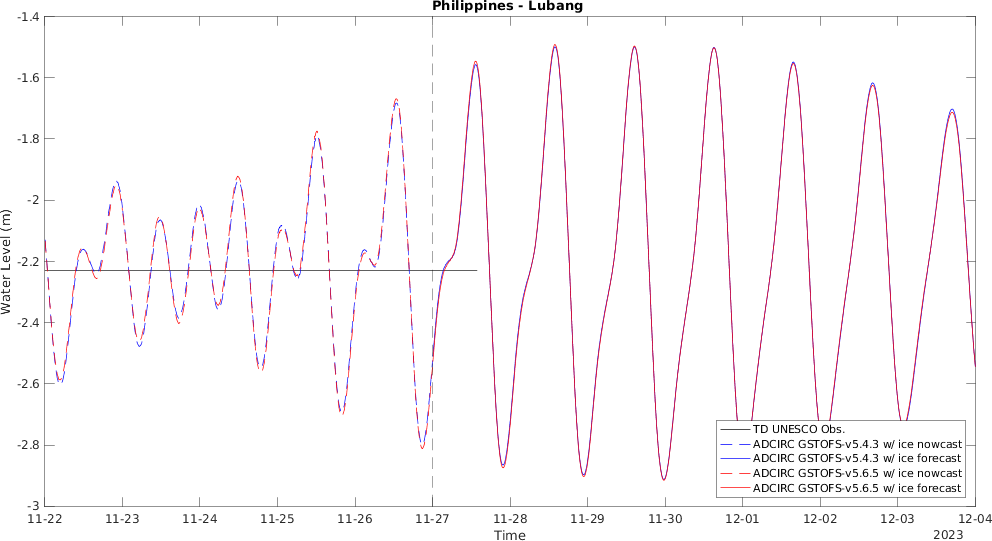 Philippines - Lubang
-1.4
-1.6
-1.8
-2
-2.2
-2.4
-2.6
-2.8
-3
Water Level (m)
11-22 11-23 11-24 11-25 11-26 11-27 11-28 11-29 11-30 12-01 12-02 12-03 12-04
Time
2023
TD UNESCO Obs.
ADCIRC GSTOFS-v5.4.3 w/ ice nowcast
ADCIRC GSTOFS-v5.4.3 w/ ice forecast
ADCIRC GSTOFS-v5.6.5 w/ ice nowcast
ADCIRC GSTOFS-v5.6.5 w/ ice forecast